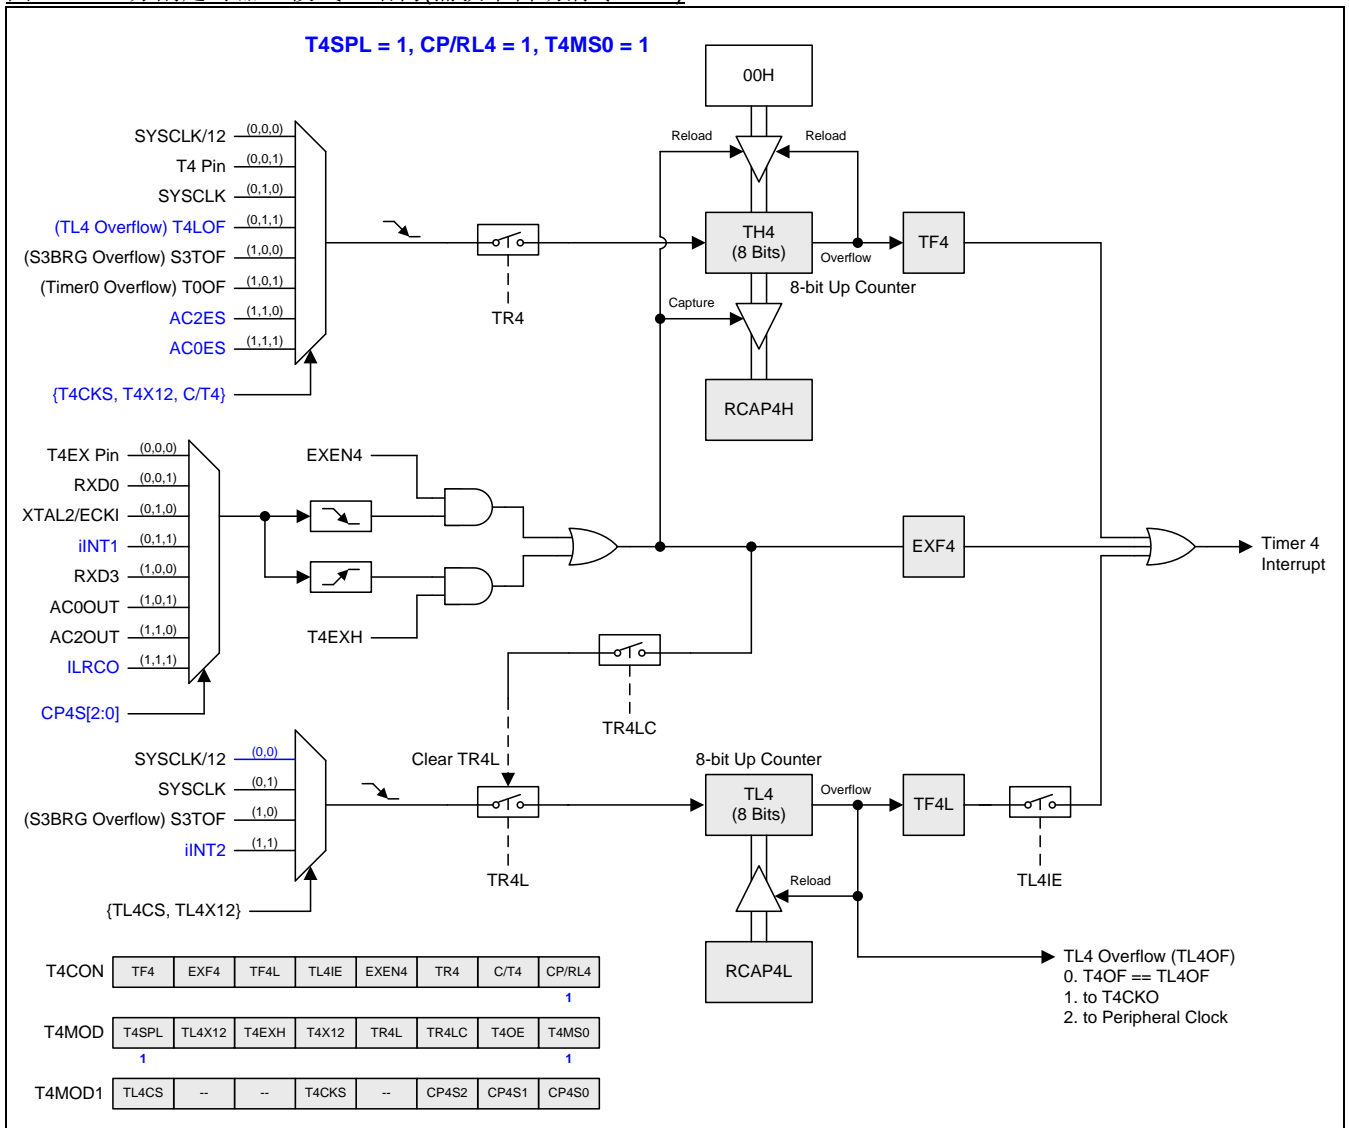 T4SPL = 1, CP/RL4 = 1, T4MS0 = 1
00H
Reload
Reload
SYSCLK/12 (0,0,0)
T4 Pin (0,0,1)
SYSCLK (0,1,0)
(TL4 Overflow) T4LOF (0,1,1)
(S3BRG Overflow) S3TOF (1,0,0)
(Timer0 Overflow) T0OF (1,0,1)
AC2ES (1,1,0)
AC0ES (1,1,1)
{T4CKS, T4X12, C/T4}
TR4
TH4
(8 Bits)
Overflow
TF4
8-bit Up Counter
Capture
RCAP4H
T4EX Pin (0,0,0)
RXD0 (0,0,1)
XTAL2/ECKI (0,1,0)
iINT1 (0,1,1)
RXD3 (1,0,0)
AC0OUT (1,0,1)
AC2OUT (1,1,0)
ILRCO (1,1,1)
CP4S[2:0]
EXEN4
T4EXH
EXF4
Timer 4
Interrupt
TR4LC
Clear TR4L
SYSCLK/12 (0,0)
SYSCLK (0,1)
(S3BRG Overflow) S3TOF (1,0)
iINT2 (1,1)
{TL4CS, TL4X12}
TR4L
8-bit Up Counter
TL4
(8 Bits)
Overflow
TF4L
TL4IE
Reload
RCAP4L
TL4 Overflow (TL4OF)
0. T4OF == TL4OF
1. to T4CKO
2. to Peripheral Clock
T4CON TF4 EXF4 TF4L TL4IE EXEN4 TR4 C/T4 CP/RL4
1
T4MOD T4SPL TL4X12 T4EXH T4X12 TR4L TR4LC T4OE T4MS0
1 1
T4MOD1 TL4CS -- -- T4CKS -- CP4S2 CP4S1 CP4S0